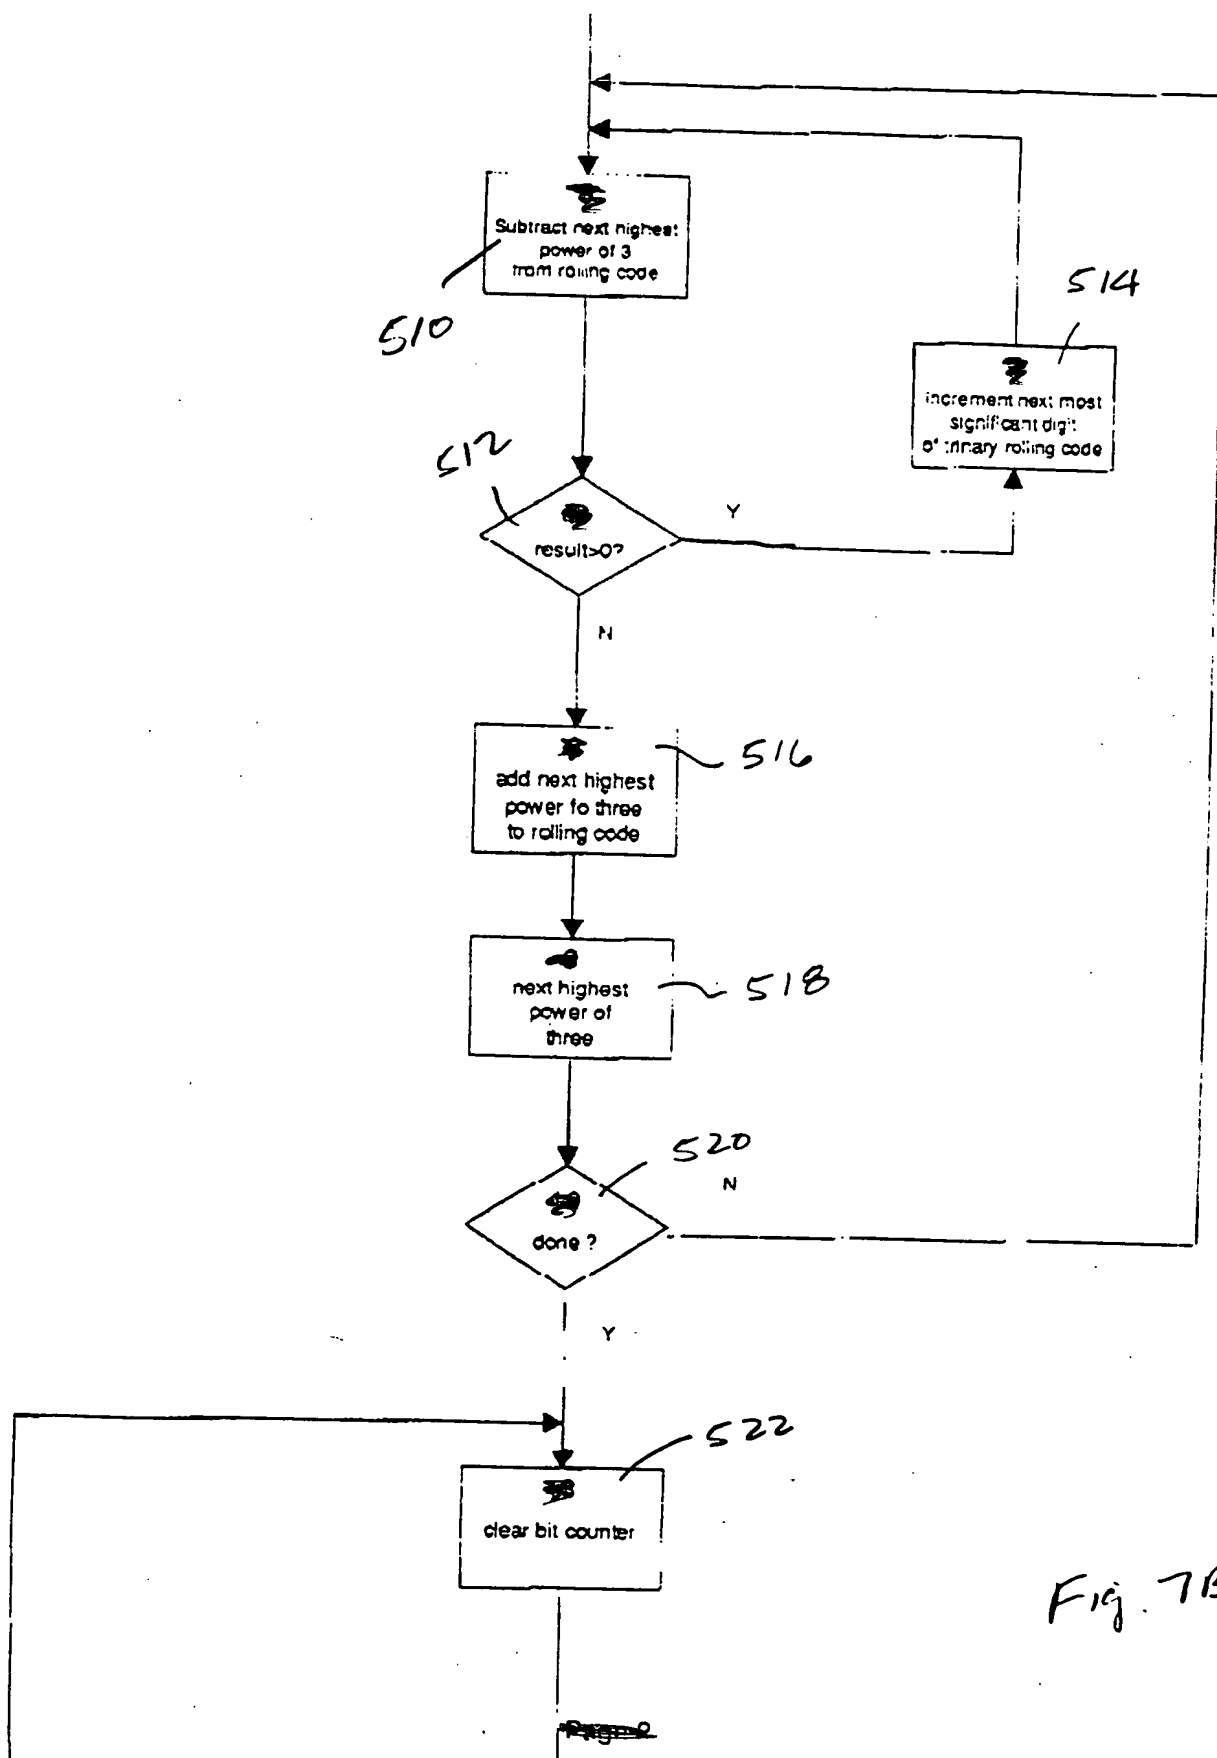 Subtract next highest
power of 3
from rolling code
510
514
increment next most
significant digit
of trinary rolling code
512
result>0?
Y
N
516
add next highest
power fo three
to rolling code
518
next highest
power of
three
520
done ?
N
Y
522
clear bit counter
Fig. 7B